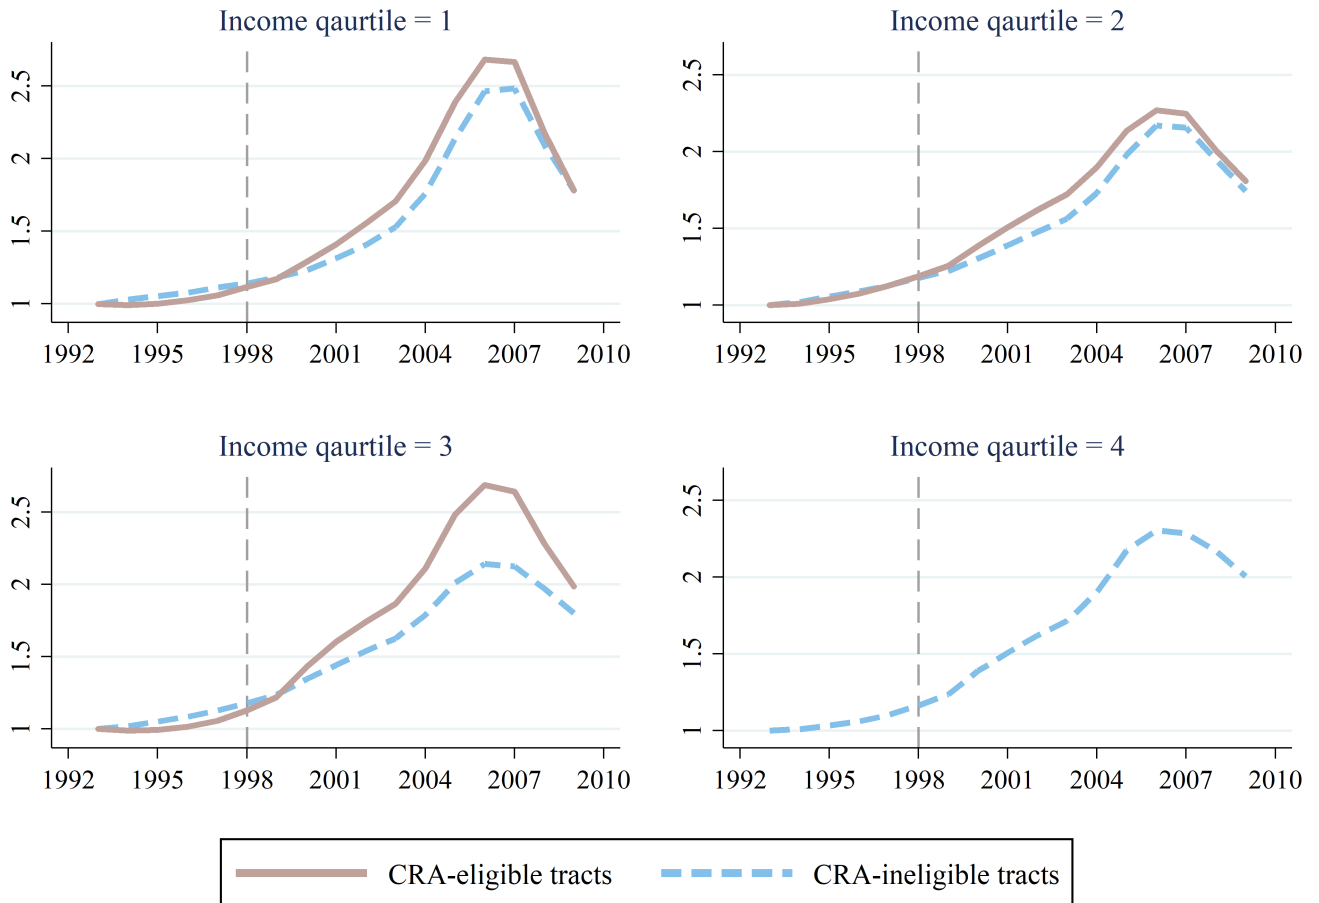 Income qaurtile = 1
2.5
2
1.5
1
1992 1995 1998 2001 2004 2007 2010
Income qaurtile = 2
2.5
2
1.5
1
1992 1995 1998 2001 2004 2007 2010
Income qaurtile = 3
2.5
2
1.5
1
1992 1995 1998 2001 2004 2007 2010
Income qaurtile = 4
2.5
2
1.5
1
1992 1995 1998 2001 2004 2007 2010
CRA-eligible tracts CRA-ineligible tracts